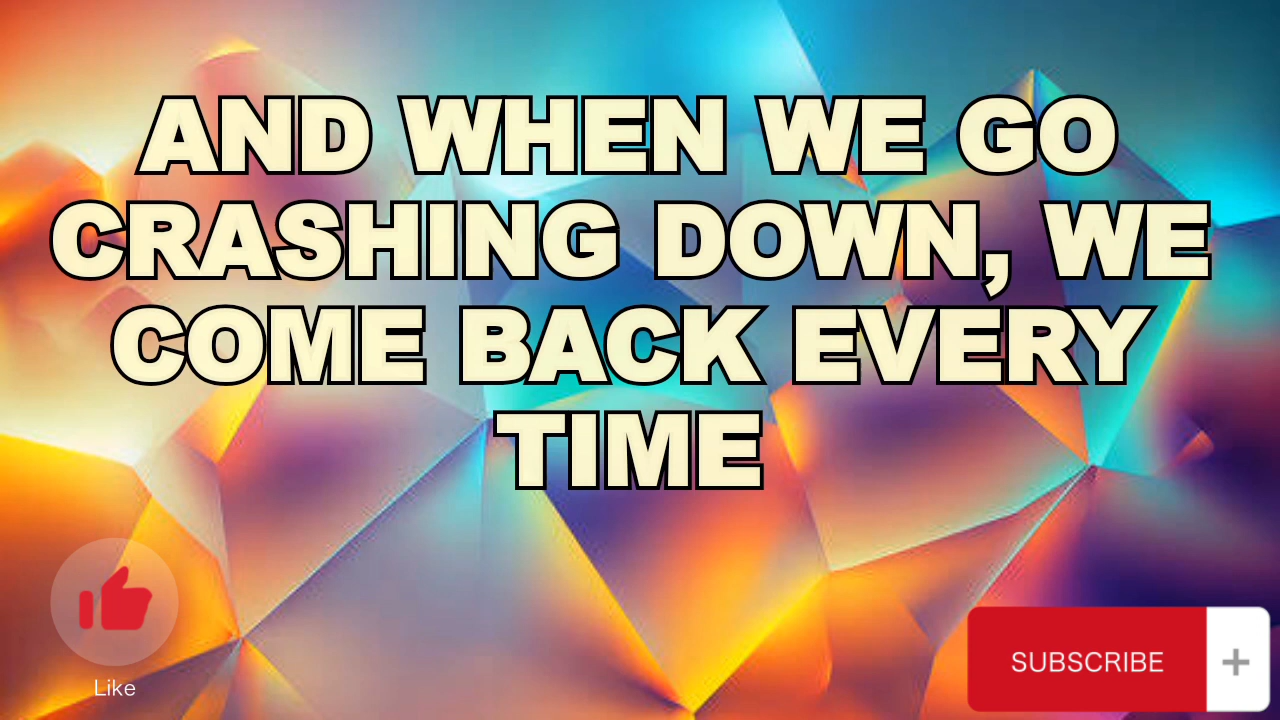 AND WHEN WE GO
CRASHING DOWN, WE
COME BACK EVERY
TIME
Like
SUBSCRIBE +